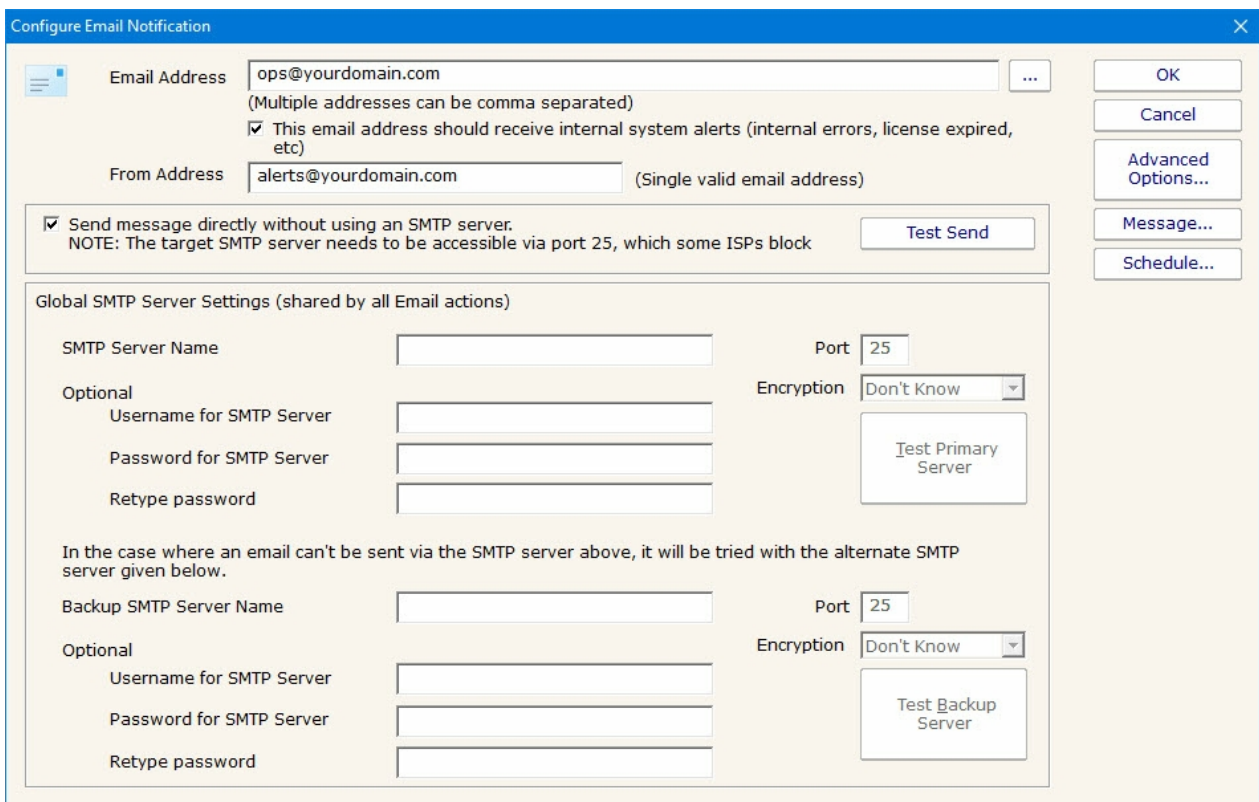 Configure Email Notification
Email Address
ops@yourdomain.com
...
OK
(Multiple addresses can be comma separated)
Cancel
This email address should receive internal system alerts (internal errors, license expired,
etc)
Advanced
Options...
From Address
alerts@yourdomain.com
(Single valid email address)
Send message directly without using an SMTP server.
NOTE: The target SMTP server needs to be accessible via port 25, which some ISPs block
Test Send
Message...
Schedule...
Global SMTP Server Settings (shared by all Email actions)
SMTP Server Name
Port
25
Optional
Encryption
Don't Know
Username for SMTP Server
Password for SMTP Server
Test Primary
Server
Retype password
In the case where an email can't be sent via the SMTP server above, it will be tried with the alternate SMTP
server given below.
Backup SMTP Server Name
Port
25
Optional
Encryption
Don't Know
Username for SMTP Server
Password for SMTP Server
Test Backup
Server
Retype password